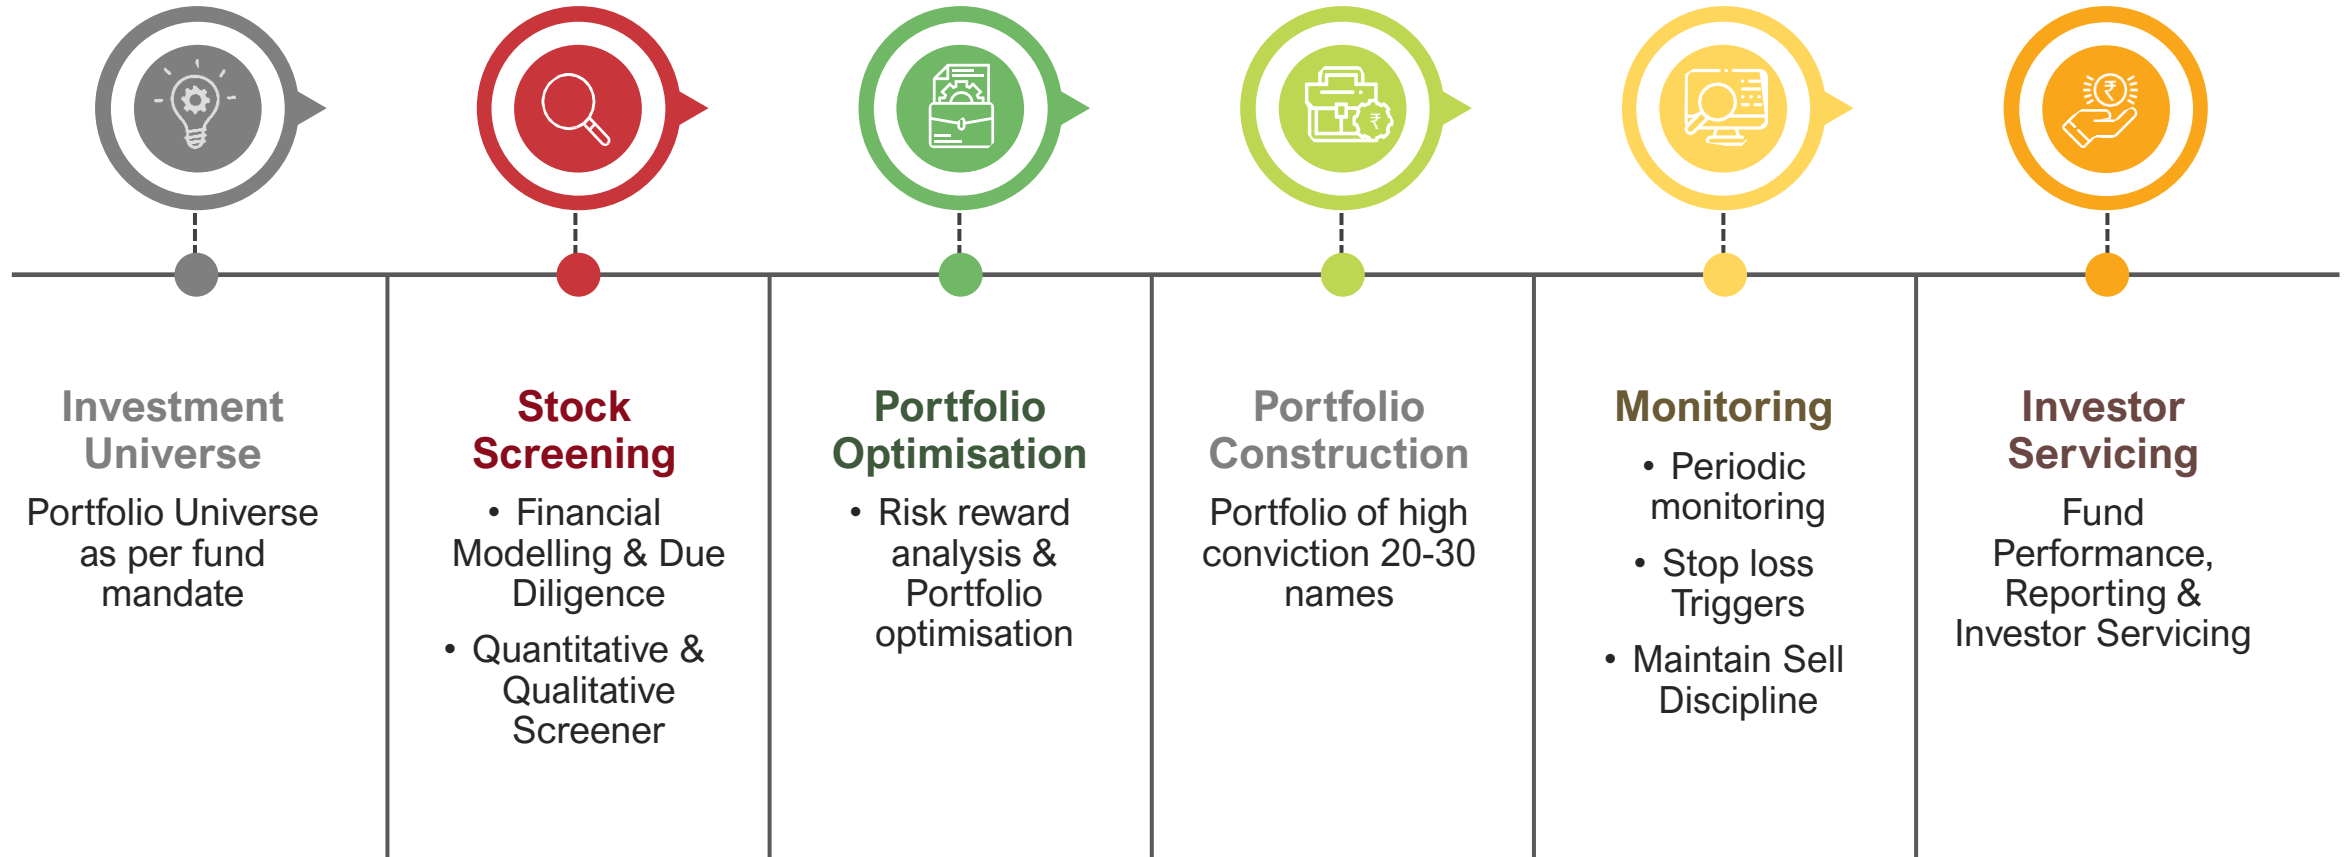 Investment
Universe
Portfolio Universe
as per fund
mandate
Stock
Screening
• Financial
Modelling & Due
Diligence
• Quantitative &
Qualitative
Screener
Portfolio
Optimisation
• Risk reward
analysis &
Portfolio
optimisation
Portfolio
Construction
Portfolio of high
conviction 20-30
names
Monitoring
• Periodic
monitoring
• Stop loss
Triggers
• Maintain Sell
Discipline
Investor
Servicing
Fund
Performance,
Reporting &
Investor Servicing
₹
₹